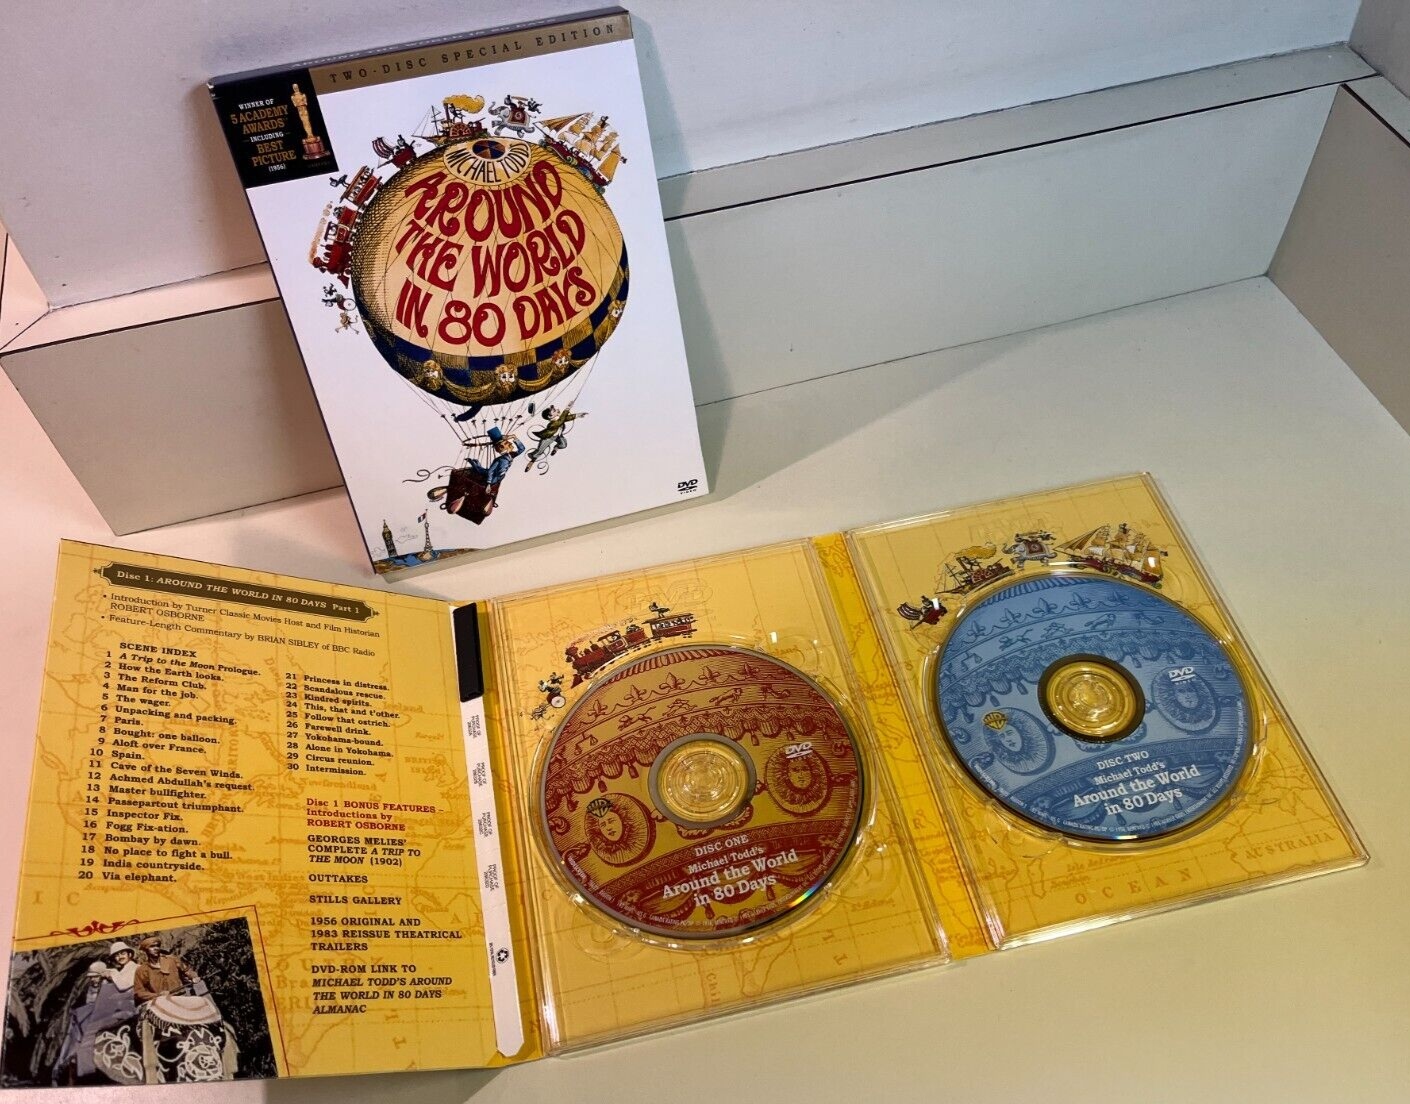 TWO-DISC SPECIAL EDITION
WINNER OF
5 ACADEMY
AWARDS
INCLUDING
BEST
PICTURE
(1956)
MICHAEL TODD'S
AROUND
THE WORLD
IN 80 DAYS
DVD
VIDEO
Disc 1: AROUND THE WORLD IN 80 DAYS Part 1
• Introduction by Turner Classic Movies Host and Film Historian
ROBERT OSBORNE
• Feature-Length Commentary by BRIAN SIBLEY of BBC Radio
SCENE INDEX
1 A Trip to the Moon Prologue.
2 How the Earth looks.
3 The Reform Club.
4 Man for the job.
5 The wager.
6 Unpacking and packing.
7 Paris.
8 Bought: one balloon.
9 Aloft over France.
10 Spain.
11 Cave of the Seven Winds.
12 Achmed Abdullah's request.
13 Master bullfighter.
14 Passepartout triumphant.
15 Inspector Fix.
16 Fogg Fix-ation.
17 Bombay by dawn.
18 No place to fight a bull.
19 India countryside.
20 Via elephant.
21 Princess in distress.
22 Scandalous rescue.
23 Kindred spirits.
24 This, that and t'other.
25 Follow that ostrich.
26 Farewell drink.
27 Yokohama-bound.
28 Alone in Yokohama.
29 Circus reunion.
30 Intermission.
Disc 1 BONUS FEATURES –
Introductions by
ROBERT OSBORNE
GEORGES MELIES'
COMPLETE A TRIP TO
THE MOON (1902)
OUTTAKES
STILLS GALLERY
1956 ORIGINAL AND
1983 REISSUE THEATRICAL
TRAILERS
DVD-ROM LINK TO
MICHAEL TODD'S AROUND
THE WORLD IN 80 DAYS
ALMANAC
DVD
DISC ONE
Michael Todd's
Around the World
in 80 Days
DVD
DISC TWO
Michael Todd's
Around the World
in 80 Days
OCEAN
AUSTRALIA